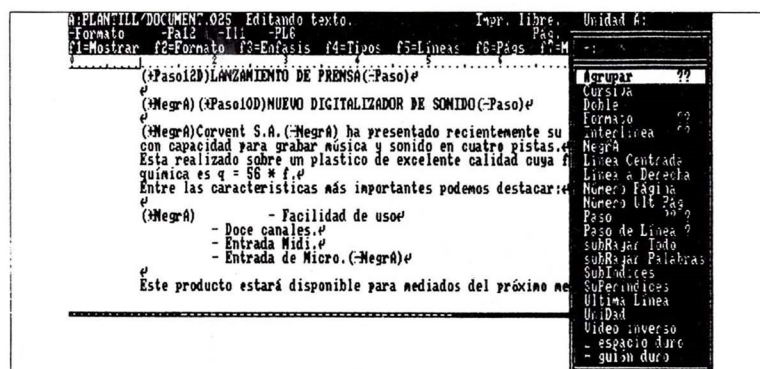 A:PLANTILL/DOCUMENT.025 Editando texto. Impr. libre. Unidad A:
-Formato -Pa12 -I1i -PL6 Pág.
f1=Mostrar f2=Formato f3=Enfasis f4=Tipos f5=Lineas f6=Págs f7=M
(+Paso12D)LANZAMIENTO DE PRENSA(-Paso)
(+NegrA)(+Paso10D)NUEVO DIGITALIZADOR DE SONIDO(-Paso)
(+NegrA)Corvent S.A.(-NegrA) ha presentado recientemente su
con capacidad para grabar música y sonido en cuatro pistas.
Esta realizado sobre un plastico de excelente calidad cuya f
química es q = 56 * f.
Entre las caracteristicas más importantes podemos destacar:
(+NegrA) - Facilidad de uso
- Doce canales.
- Entrada Midi.
- Entrada de Micro.(-NegrA)
Este producto estará disponible para mediados del próximo me
Agrupar ??
Cursiva
Doble
Formato ??
Interlinea ??
NegrA
Linea Centrada
Linea a Derecha
Número Página
Número Ult Pág
Paso ?? ?
Paso de Linea ?
subRayar Todo
subRayar Palabras
SubIndices
SuPerindices
Ultima Linea
UniDad
Video inverso
_ espacio duro
- guión duro